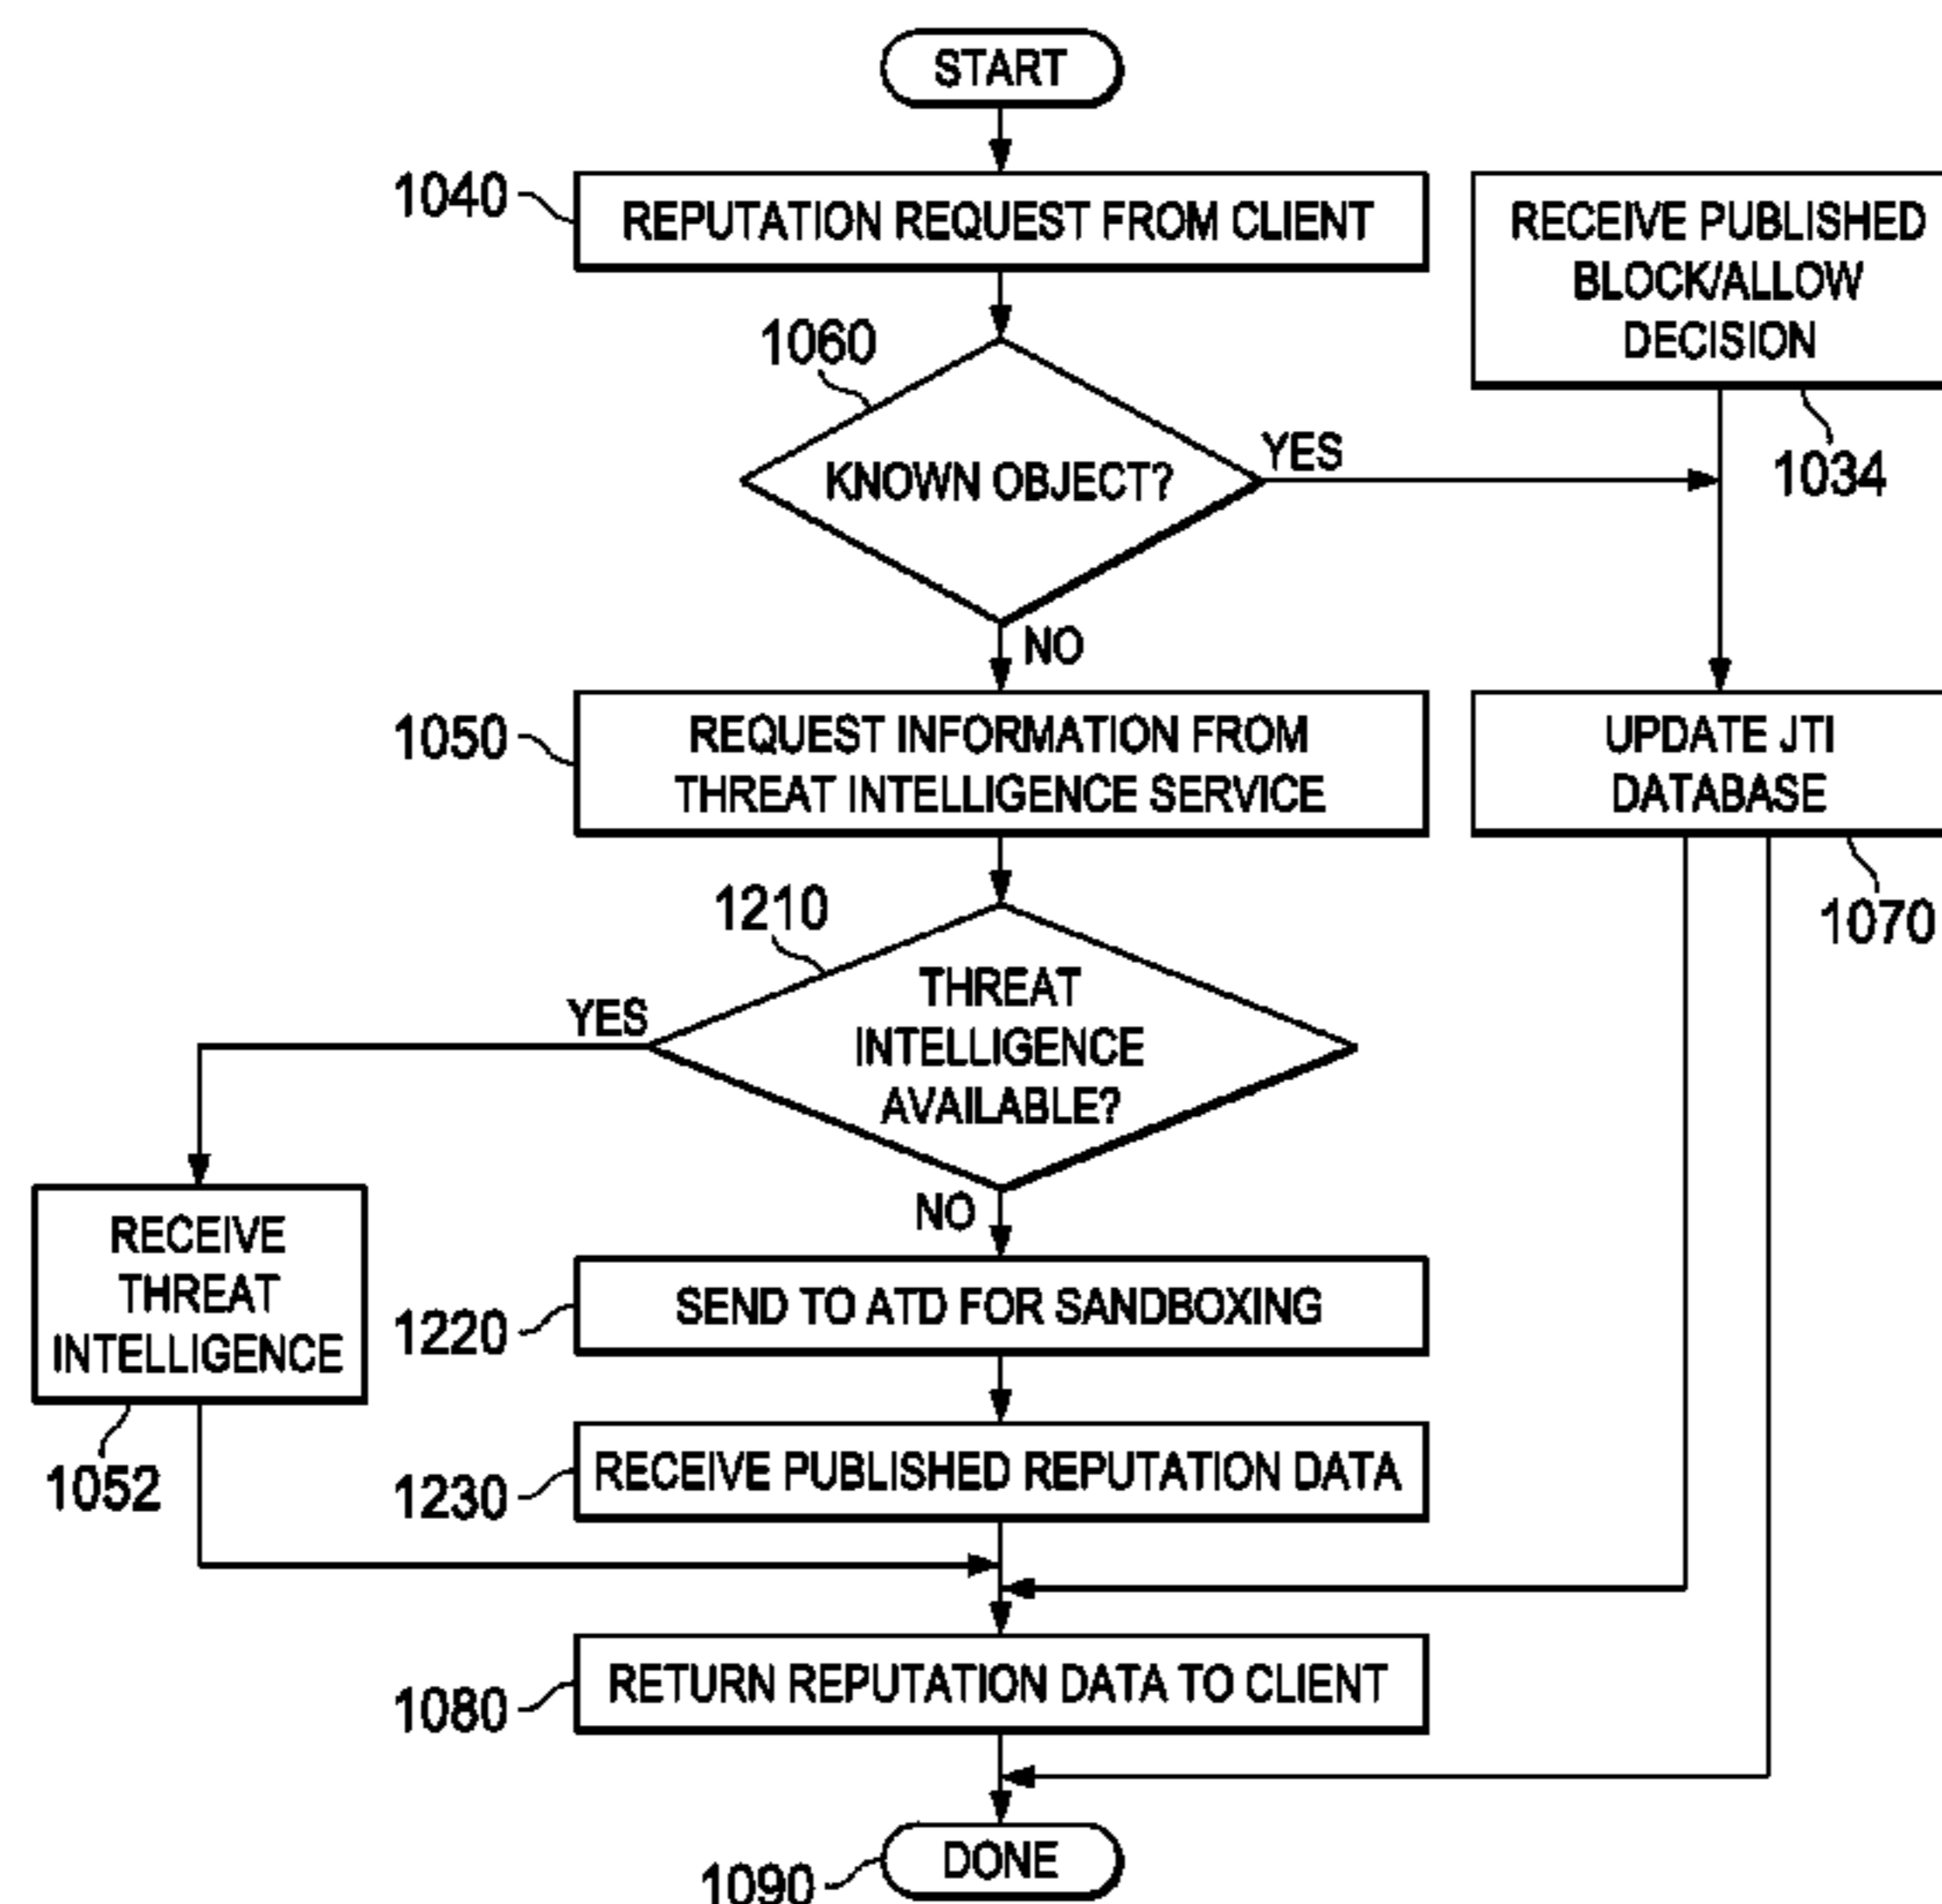 START
1040
REPUTATION REQUEST FROM CLIENT
RECEIVE PUBLISHED
BLOCK/ALLOW
DECISION
1034
1060
KNOWN OBJECT?
YES
NO
1050
REQUEST INFORMATION FROM
THREAT INTELLIGENCE SERVICE
UPDATE JTI
DATABASE
1070
1210
THREAT
INTELLIGENCE
AVAILABLE?
YES
NO
RECEIVE
THREAT
INTELLIGENCE
1052
1220
SEND TO ATD FOR SANDBOXING
1230
RECEIVE PUBLISHED REPUTATION DATA
1080
RETURN REPUTATION DATA TO CLIENT
1090
DONE